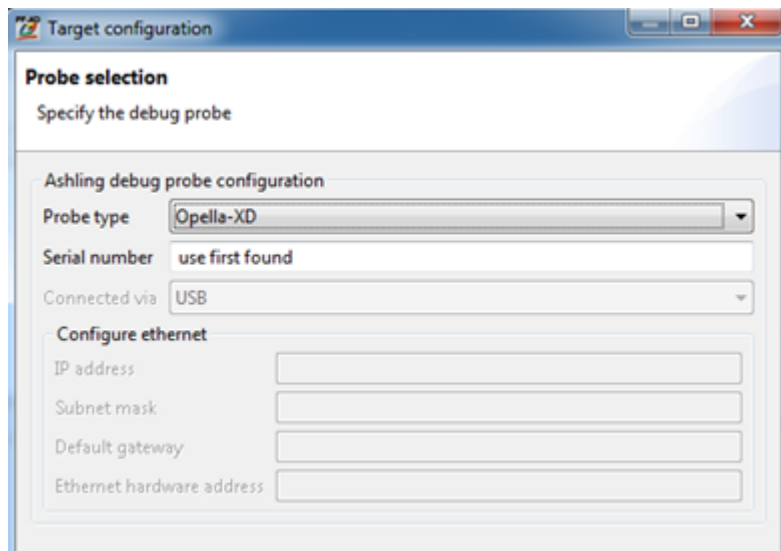 Target configuration
Probe selection
Specify the debug probe
Ashling debug probe configuration
Probe type Opella-XD
Serial number use first found
Connected via USB
Configure ethernet
IP address
Subnet mask
Default gateway
Ethernet hardware address